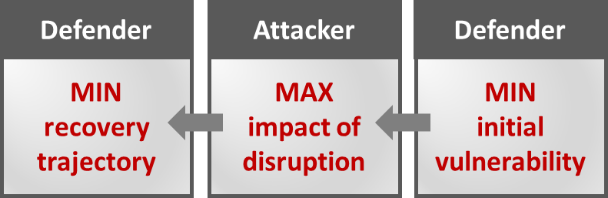 Defender
MIN
recovery
trajectory
Attacker
MAX
impact of
disruption
Defender
MIN
initial
vulnerability